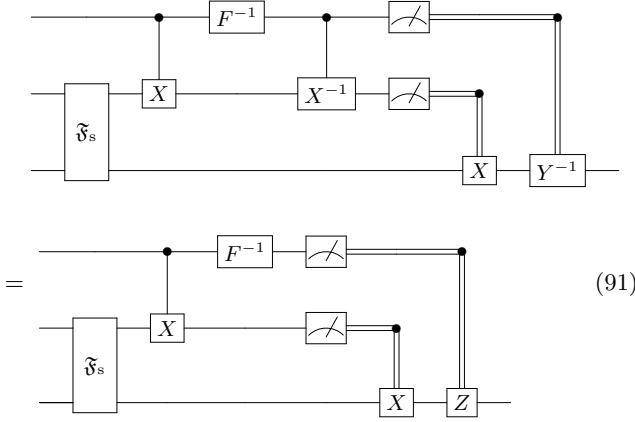 F⁻¹
X X⁻¹
𝔉ₛ
X Y⁻¹
F⁻¹
= (91)
X
𝔉ₛ
X Z